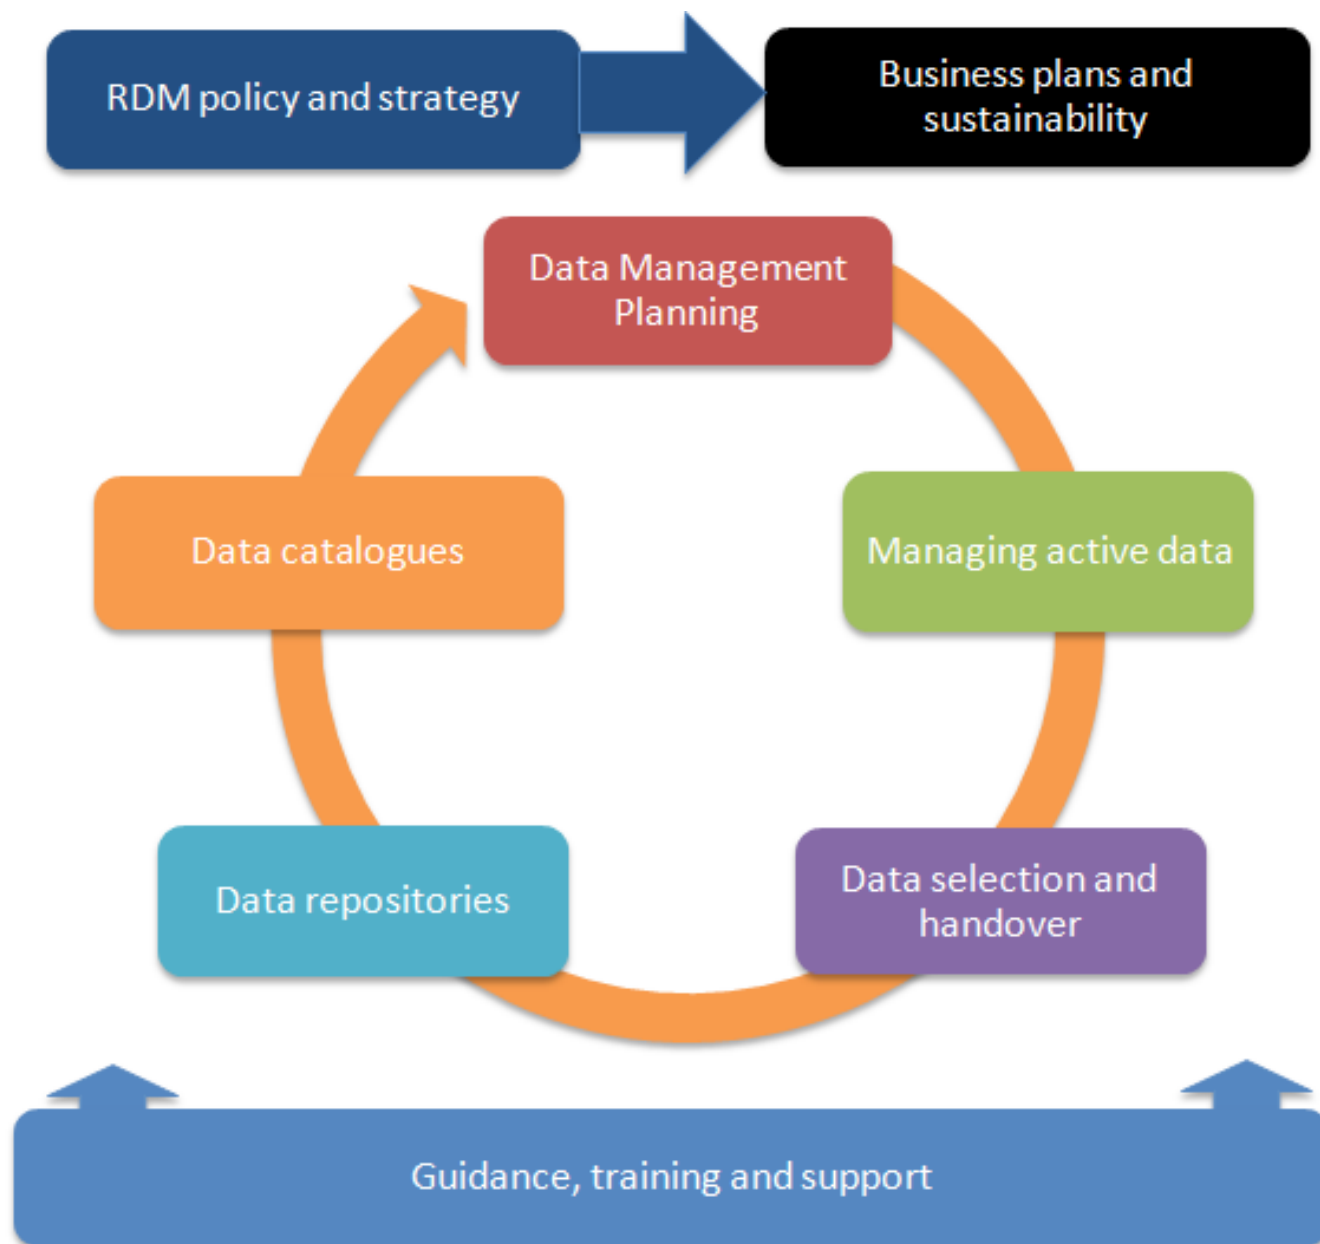 RDM policy and strategy
Business plans and
sustainability
Data Management
Planning
Data catalogues
Managing active data
Data repositories
Data selection and
handover
Guidance, training and support